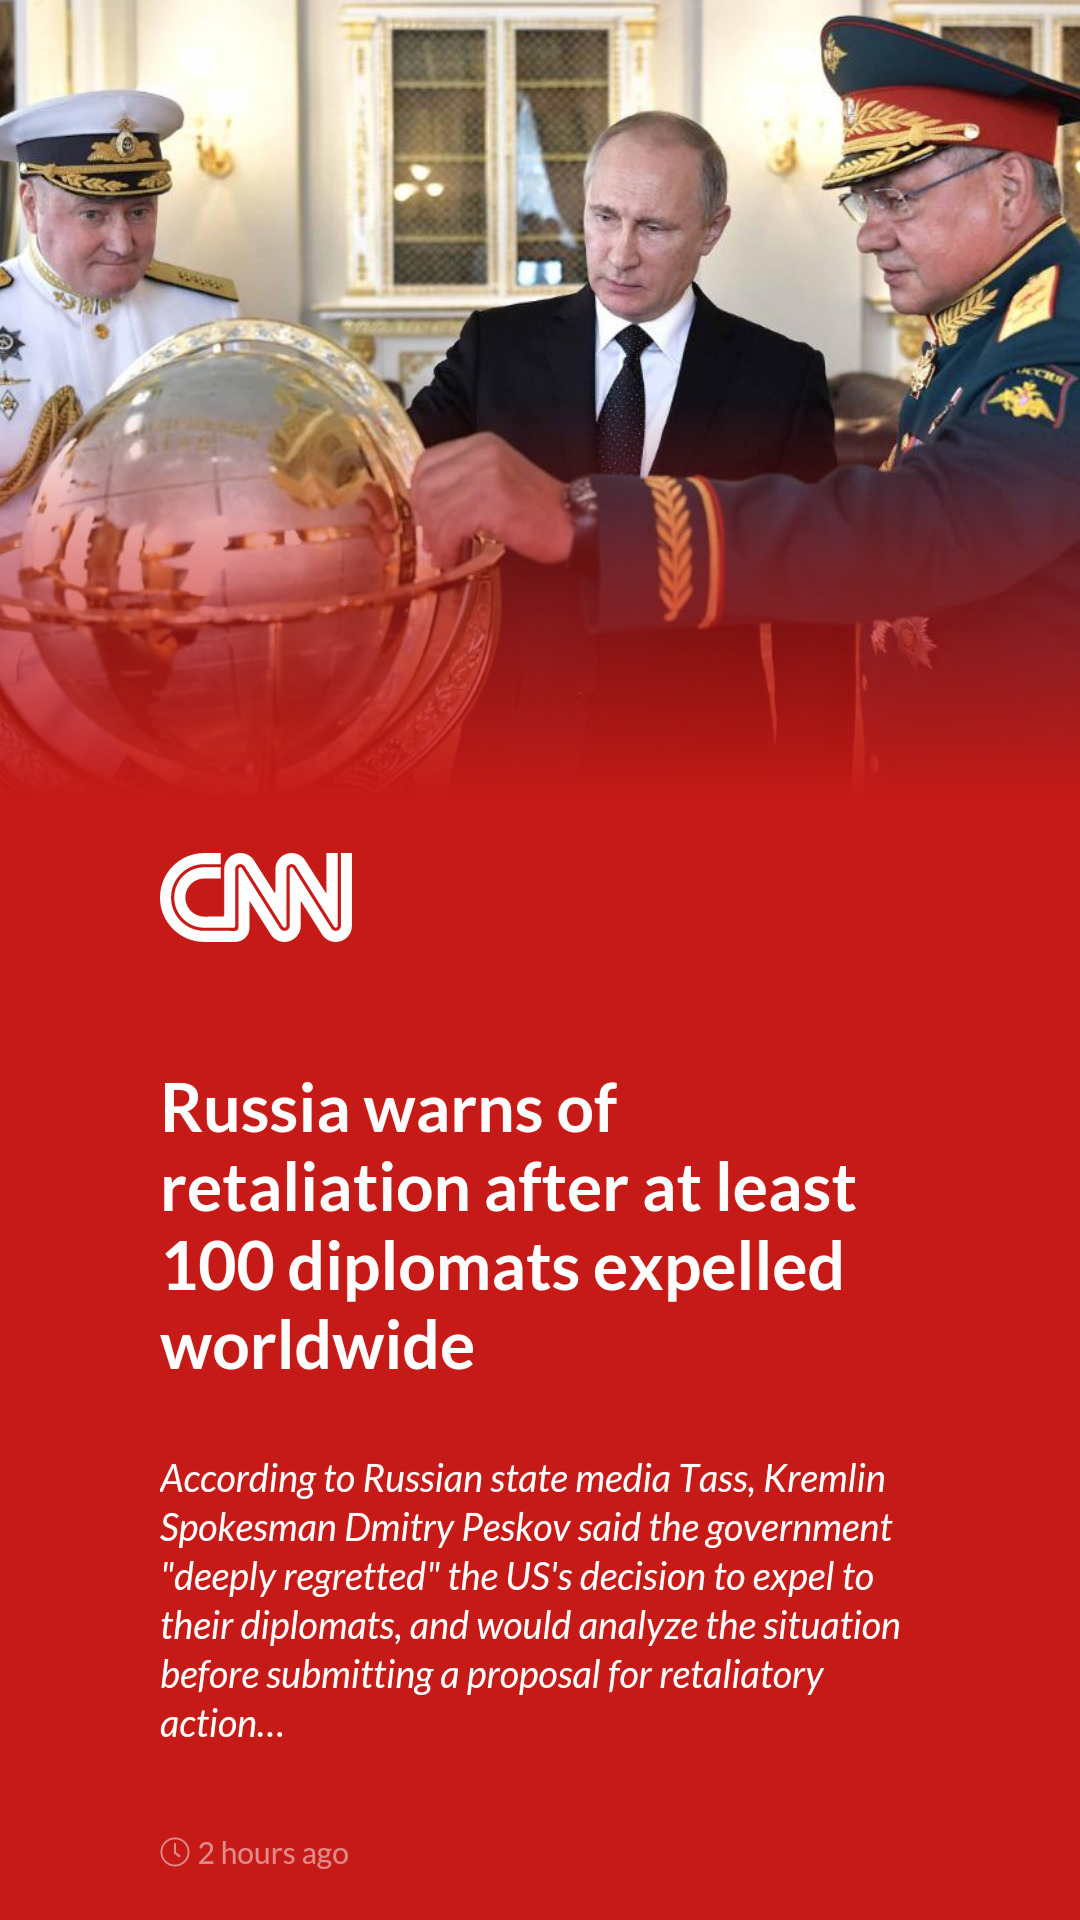 РОССИЯ
CNN
Russia warns of
retaliation after at least
100 diplomats expelled
worldwide
According to Russian state media Tass, Kremlin
Spokesman Dmitry Peskov said the government
"deeply regretted" the US's decision to expel to
their diplomats, and would analyze the situation
before submitting a proposal for retaliatory
action...
2 hours ago